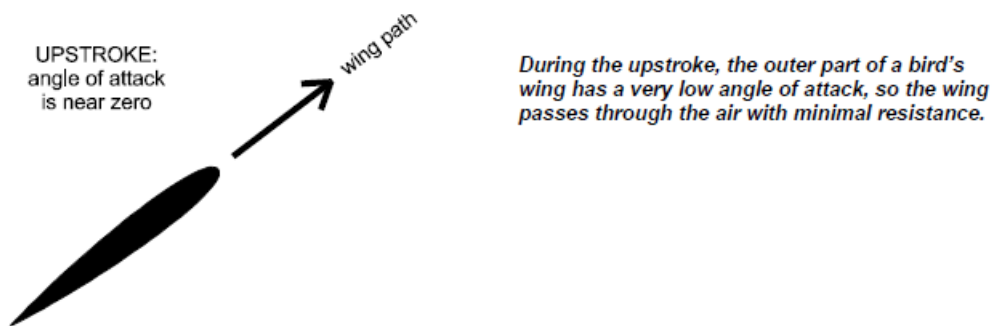 UPSTROKE:
angle of attack
is near zero
wing path
During the upstroke, the outer part of a bird's
wing has a very low angle of attack, so the wing
passes through the air with minimal resistance.